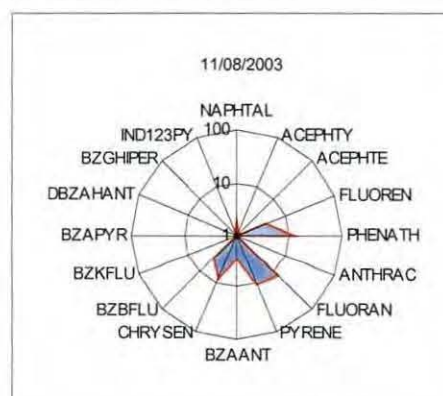 11/08/2003
NAPHTAL
100
IND123PY
ACEPHTY
BZGHIPER
ACEPHTE
10
DBZAHANT
FLUOREN
BZAPYR
1
PHENATH
BZKFLU
ANTHRAC
BZBFLU
FLUORAN
CHRYSEN
PYRENE
BZAANT